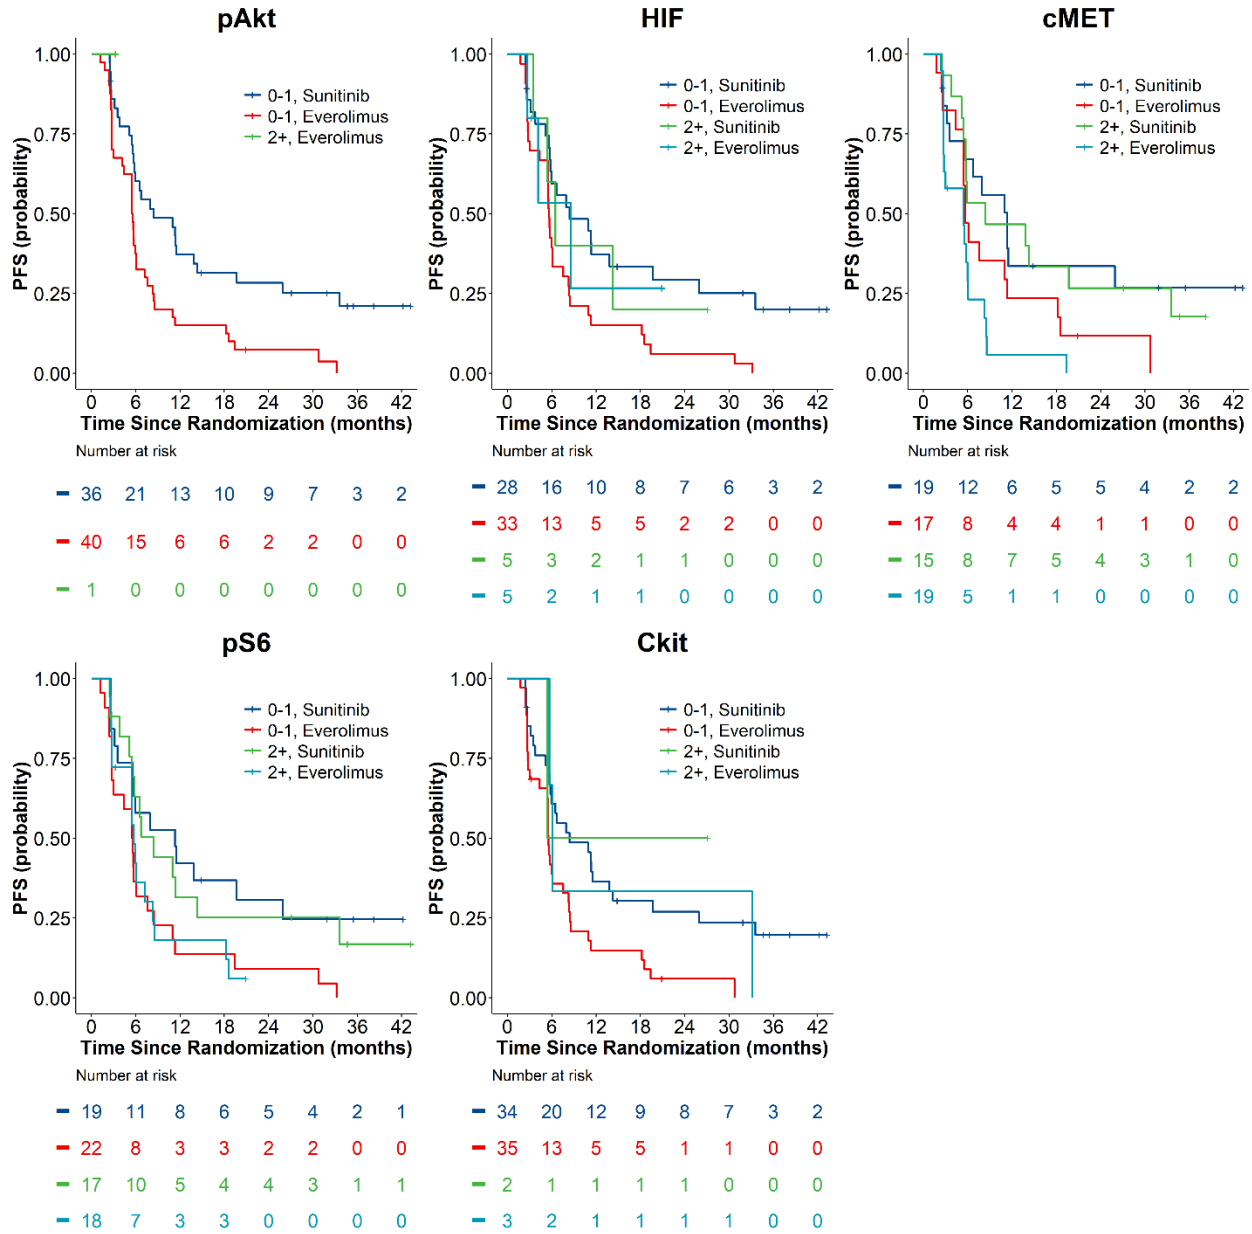 pAkt
HIF
cMET
PFS (probability)
1.00
0.75
0.50
0.25
0.00
0-1, Sunitinib
0-1, Everolimus
2+, Everolimus
0 6 12 18 24 30 36 42
Time Since Randomization (months)
Number at risk
36 21 13 10 9 7 3 2
40 15 6 6 2 2 0 0
1 0 0 0 0 0 0 0
PFS (probability)
1.00
0.75
0.50
0.25
0.00
0-1, Sunitinib
0-1, Everolimus
2+, Sunitinib
2+, Everolimus
0 6 12 18 24 30 36 42
Time Since Randomization (months)
Number at risk
28 16 10 8 7 6 3 2
33 13 5 5 2 2 0 0
5 3 2 1 1 0 0 0
5 2 1 1 0 0 0 0
PFS (probability)
1.00
0.75
0.50
0.25
0.00
0-1, Sunitinib
0-1, Everolimus
2+, Sunitinib
2+, Everolimus
0 6 12 18 24 30 36 42
Time Since Randomization (months)
Number at risk
19 12 6 5 5 4 2 2
17 8 4 4 1 1 0 0
15 8 7 5 4 3 1 0
19 5 1 1 0 0 0 0
pS6
Ckit
PFS (probability)
1.00
0.75
0.50
0.25
0.00
0-1, Sunitinib
0-1, Everolimus
2+, Sunitinib
2+, Everolimus
0 6 12 18 24 30 36 42
Time Since Randomization (months)
Number at risk
19 11 8 6 5 4 2 1
22 8 3 3 2 2 0 0
17 10 5 4 4 3 1 1
18 7 3 3 0 0 0 0
PFS (probability)
1.00
0.75
0.50
0.25
0.00
0-1, Sunitinib
0-1, Everolimus
2+, Sunitinib
2+, Everolimus
0 6 12 18 24 30 36 42
Time Since Randomization (months)
Number at risk
34 20 12 9 8 7 3 2
35 13 5 5 1 1 0 0
2 1 1 1 1 0 0 0
3 2 1 1 1 1 0 0